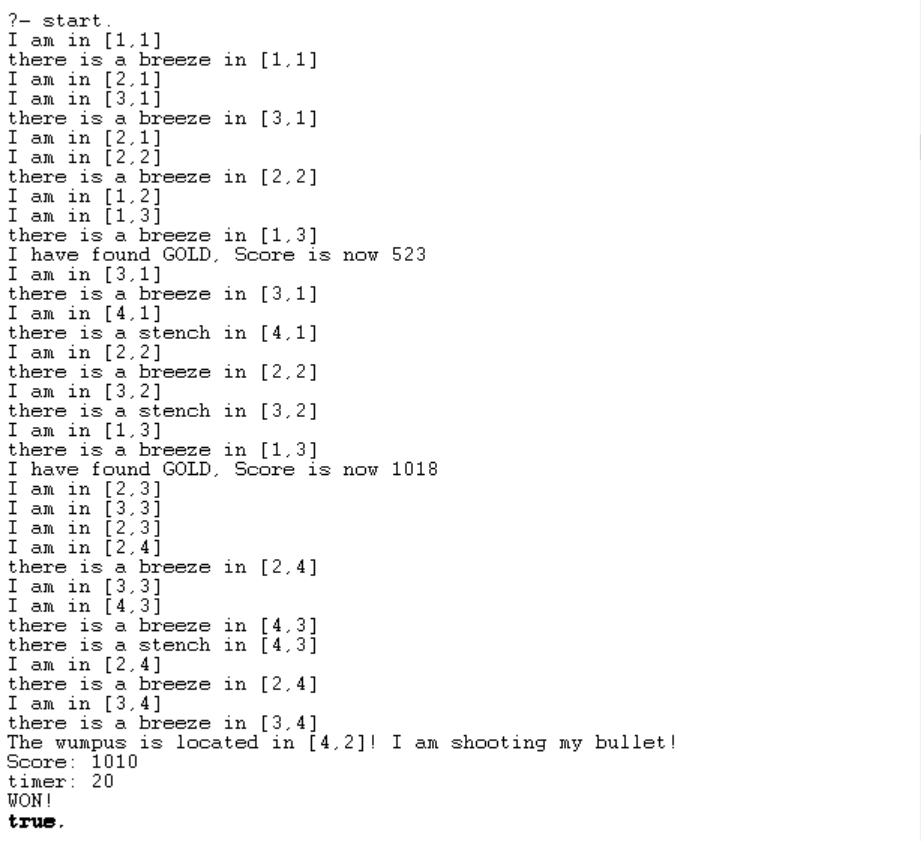 ?- start.
I am in [1,1]
there is a breeze in [1,1]
I am in [2,1]
I am in [3,1]
there is a breeze in [3,1]
I am in [2,1]
I am in [2,2]
there is a breeze in [2,2]
I am in [1,2]
I am in [1,3]
there is a breeze in [1,3]
I have found GOLD, Score is now 523
I am in [3,1]
there is a breeze in [3,1]
I am in [4,1]
there is a stench in [4,1]
I am in [2,2]
there is a breeze in [2,2]
I am in [3,2]
there is a stench in [3,2]
I am in [1,3]
there is a breeze in [1,3]
I have found GOLD, Score is now 1018
I am in [2,3]
I am in [3,3]
I am in [2,3]
I am in [2,4]
there is a breeze in [2,4]
I am in [3,3]
I am in [4,3]
there is a breeze in [4,3]
there is a stench in [4,3]
I am in [2,4]
there is a breeze in [2,4]
I am in [3,4]
there is a breeze in [3,4]
The wumpus is located in [4,2]! I am shooting my bullet!
Score: 1010
timer: 20
WON!
true.